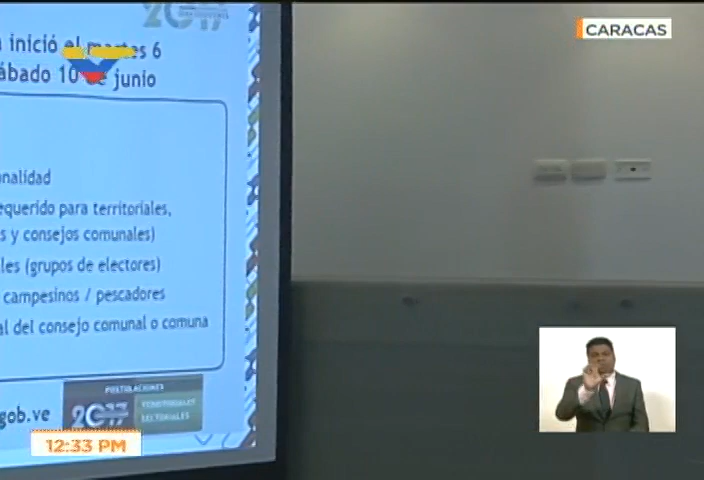 2017
CARACAS
inició el martes 6
ábado 10 de junio
nalidad
equerido para territoriales,
s y consejos comunales)
les (grupos de electores)
campesinos / pescadores
al del consejo comunal o comuna
gob.ve
POSTULACIONES
2017
TERRITORIALES
SECTORIALES
12:33 PM